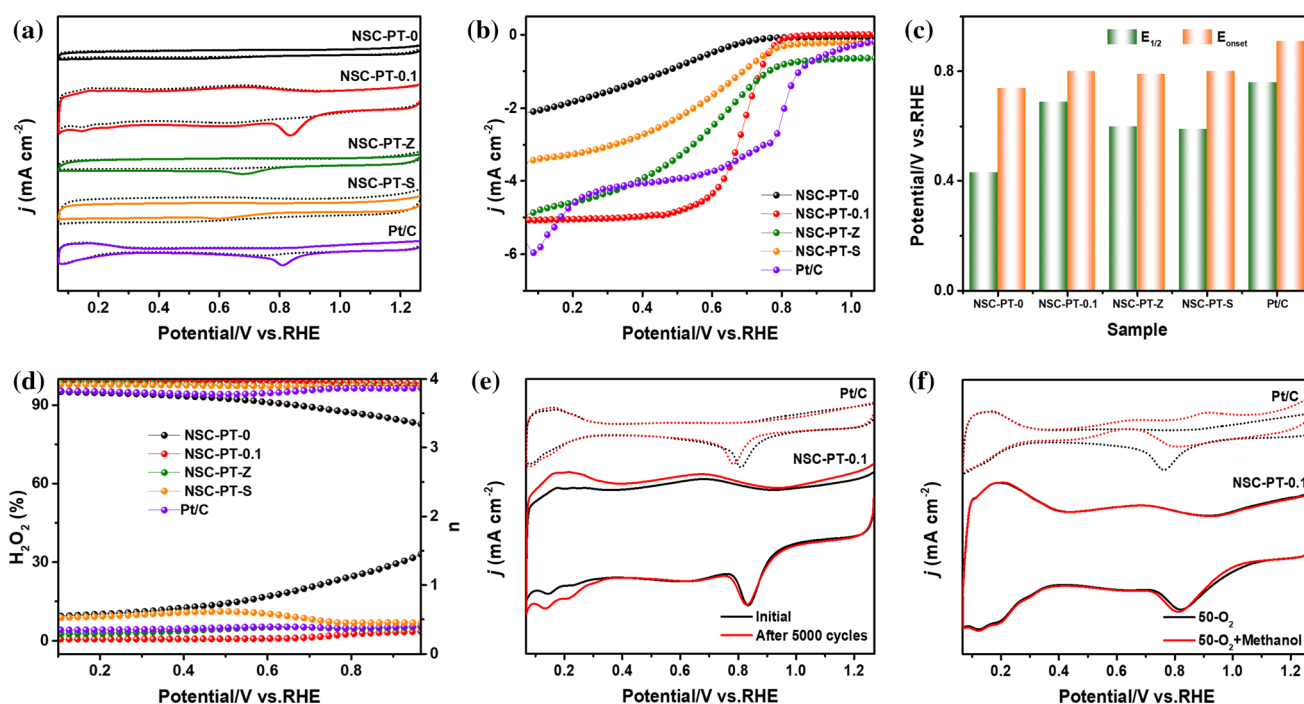 (a)
NSC-PT-0
NSC-PT-0.1
NSC-PT-Z
NSC-PT-S
Pt/C
j (mA cm⁻²)
0.2 0.4 0.6 0.8 1.0 1.2
Potential/V vs.RHE
(b)
0
-2
-4
-6
j (mA cm⁻²)
NSC-PT-0
NSC-PT-0.1
NSC-PT-Z
NSC-PT-S
Pt/C
0.2 0.4 0.6 0.8 1.0
Potential/V vs.RHE
(c)
E1/2 Eonset
0.8
0.4
0.0
Potential/V vs.RHE
NSC-PT-0 NSC-PT-0.1 NSC-PT-Z NSC-PT-S Pt/C
Sample
(d)
90
60
30
0
H₂O₂ (%)
NSC-PT-0
NSC-PT-0.1
NSC-PT-Z
NSC-PT-S
Pt/C
4
3
2
1
0
n
0.2 0.4 0.6 0.8
Potential/V vs.RHE
(e)
Pt/C
NSC-PT-0.1
j (mA cm⁻²)
Initial
After 5000 cycles
0.2 0.4 0.6 0.8 1.0 1.2
Potential/V vs.RHE
(f)
Pt/C
NSC-PT-0.1
j (mA cm⁻²)
50-O₂
50-O₂+Methanol
0.2 0.4 0.6 0.8 1.0 1.2
Potential/V vs.RHE